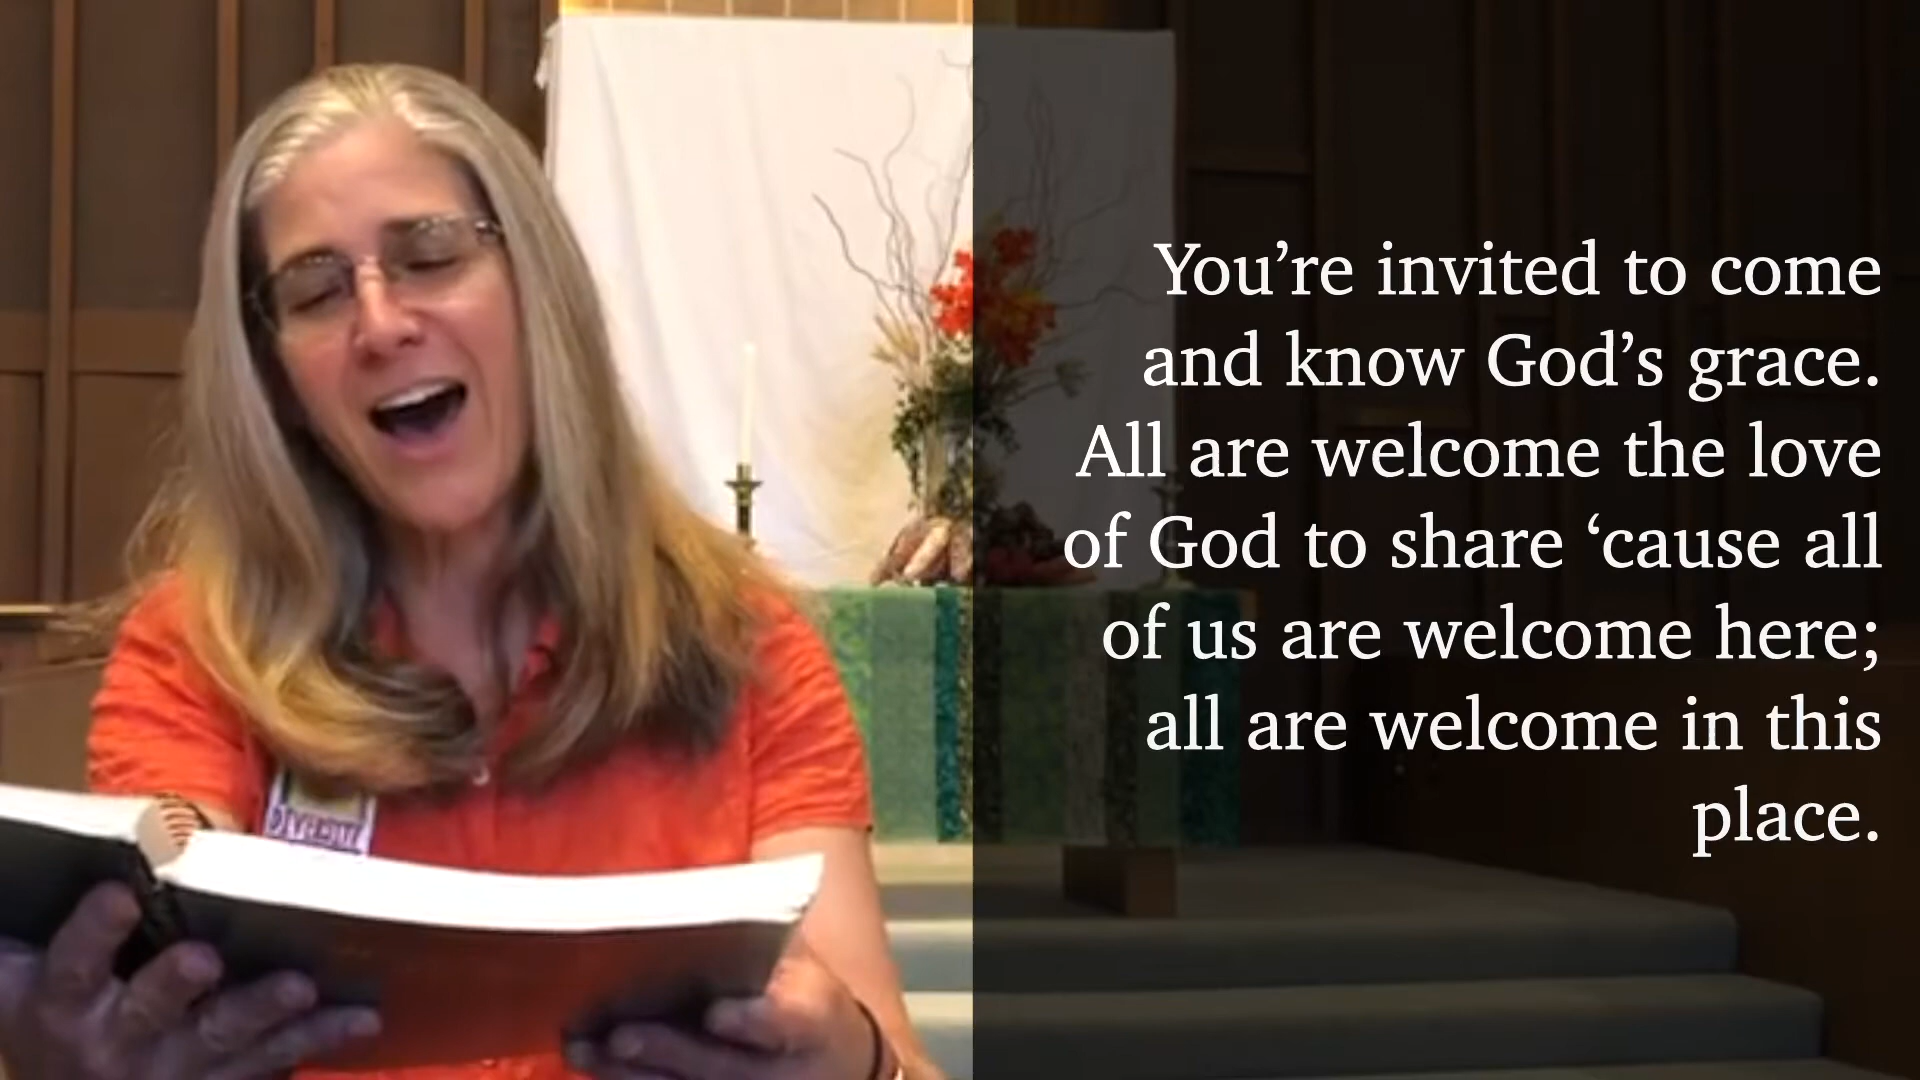 You’re invited to come
and know God’s grace.
All are welcome the love
of God to share ‘cause all
of us are welcome here;
all are welcome in this
place.
DIVERSITY